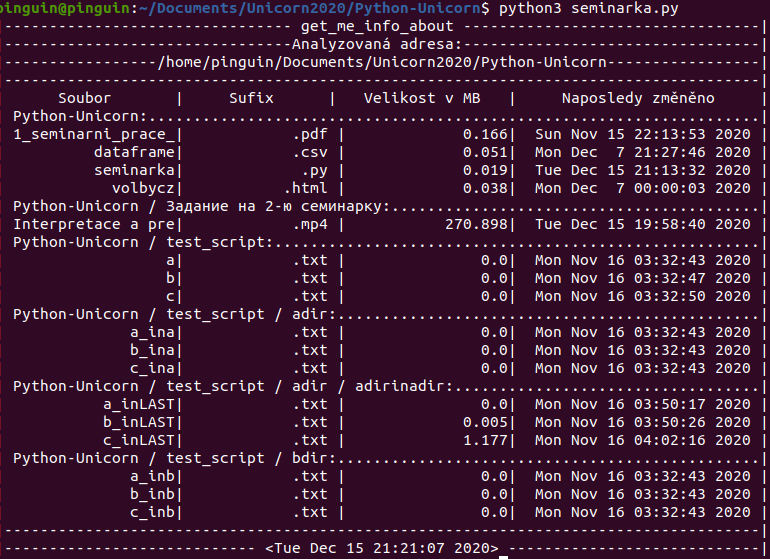 pinguin@pinguin:~/Documents/Unicorn2020/Python-Unicorn$ python3 seminarka.py
|-------------------------------- get_me_info_about ----------------------------------|
|--------------------------------Analyzovaná adresa:---------------------------------|
|-----------------/home/pinguin/Documents/Unicorn2020/Python-Unicorn-----------------|
|------------------------------------------------------------------------------------|
Soubor | Sufix | Velikost v MB | Naposledy změněno |
Python-Unicorn:....................................................................|
1_seminarni_prace_| .pdf | 0.166| Sun Nov 15 22:13:53 2020 |
dataframe| .csv | 0.051| Mon Dec 7 21:27:46 2020 |
seminarka| .py | 0.019| Tue Dec 15 21:13:32 2020 |
volbycz| .html | 0.038| Mon Dec 7 00:00:03 2020 |
Python-Unicorn / Задание на 2-ю семинарку:.........................................|
Interpretace a pre| .mp4 | 270.898| Tue Dec 15 19:58:40 2020 |
Python-Unicorn / test_script:......................................................|
a| .txt | 0.0| Mon Nov 16 03:32:43 2020 |
b| .txt | 0.0| Mon Nov 16 03:32:47 2020 |
c| .txt | 0.0| Mon Nov 16 03:32:50 2020 |
Python-Unicorn / test_script / adir:...............................................|
a_ina| .txt | 0.0| Mon Nov 16 03:32:43 2020 |
b_ina| .txt | 0.0| Mon Nov 16 03:32:43 2020 |
c_ina| .txt | 0.0| Mon Nov 16 03:32:43 2020 |
Python-Unicorn / test_script / adir / adirinadir:..................................|
a_inLAST| .txt | 0.0| Mon Nov 16 03:50:17 2020 |
b_inLAST| .txt | 0.005| Mon Nov 16 03:50:26 2020 |
c_inLAST| .txt | 1.177| Mon Nov 16 04:02:16 2020 |
Python-Unicorn / test_script / bdir:...............................................|
a_inb| .txt | 0.0| Mon Nov 16 03:32:43 2020 |
b_inb| .txt | 0.0| Mon Nov 16 03:32:43 2020 |
c_inb| .txt | 0.0| Mon Nov 16 03:32:43 2020 |
|------------------------------------------------------------------------------------|
|---------------------------- <Tue Dec 15 21:21:07 2020> ----------------------------|